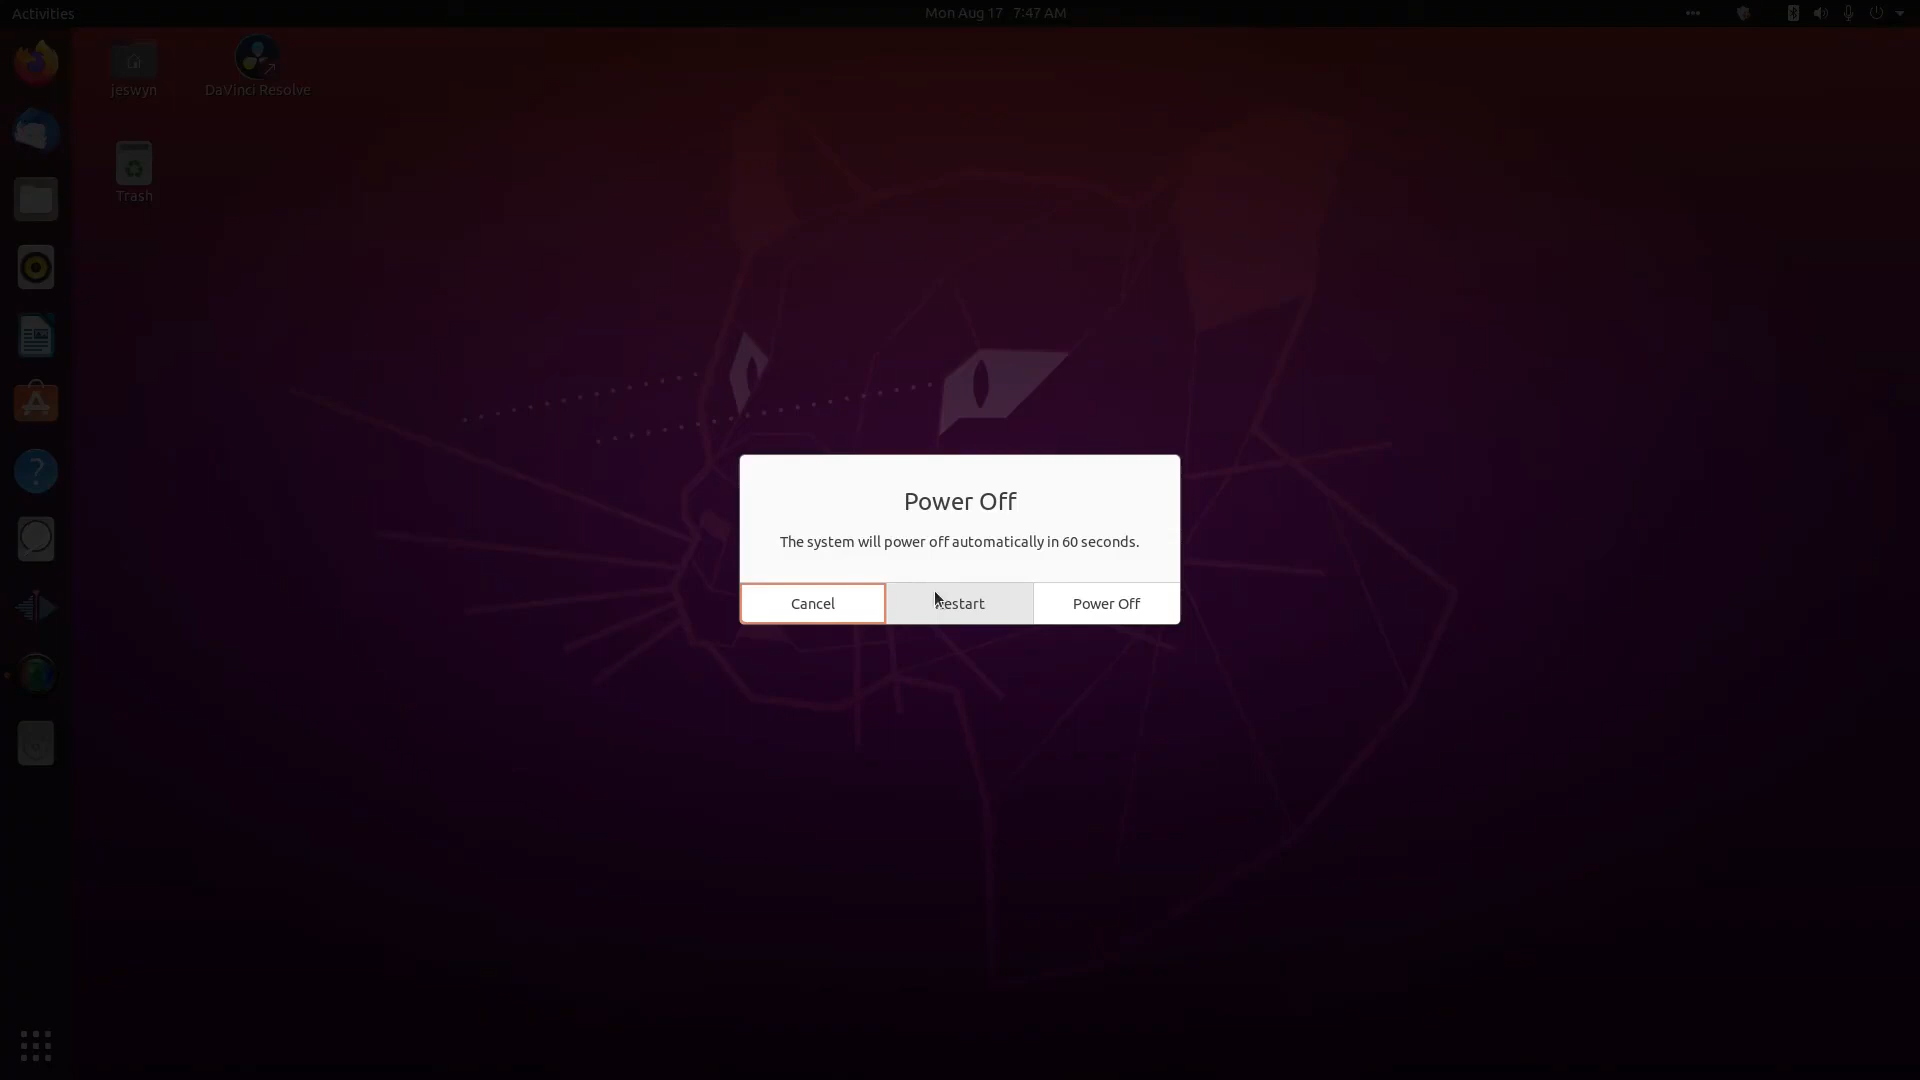 Activities
Mon Aug 17 7:47 AM
jeswyn
DaVinci Resolve
Trash
Power Off
The system will power off automatically in 60 seconds.
Cancel
estart
Power Off